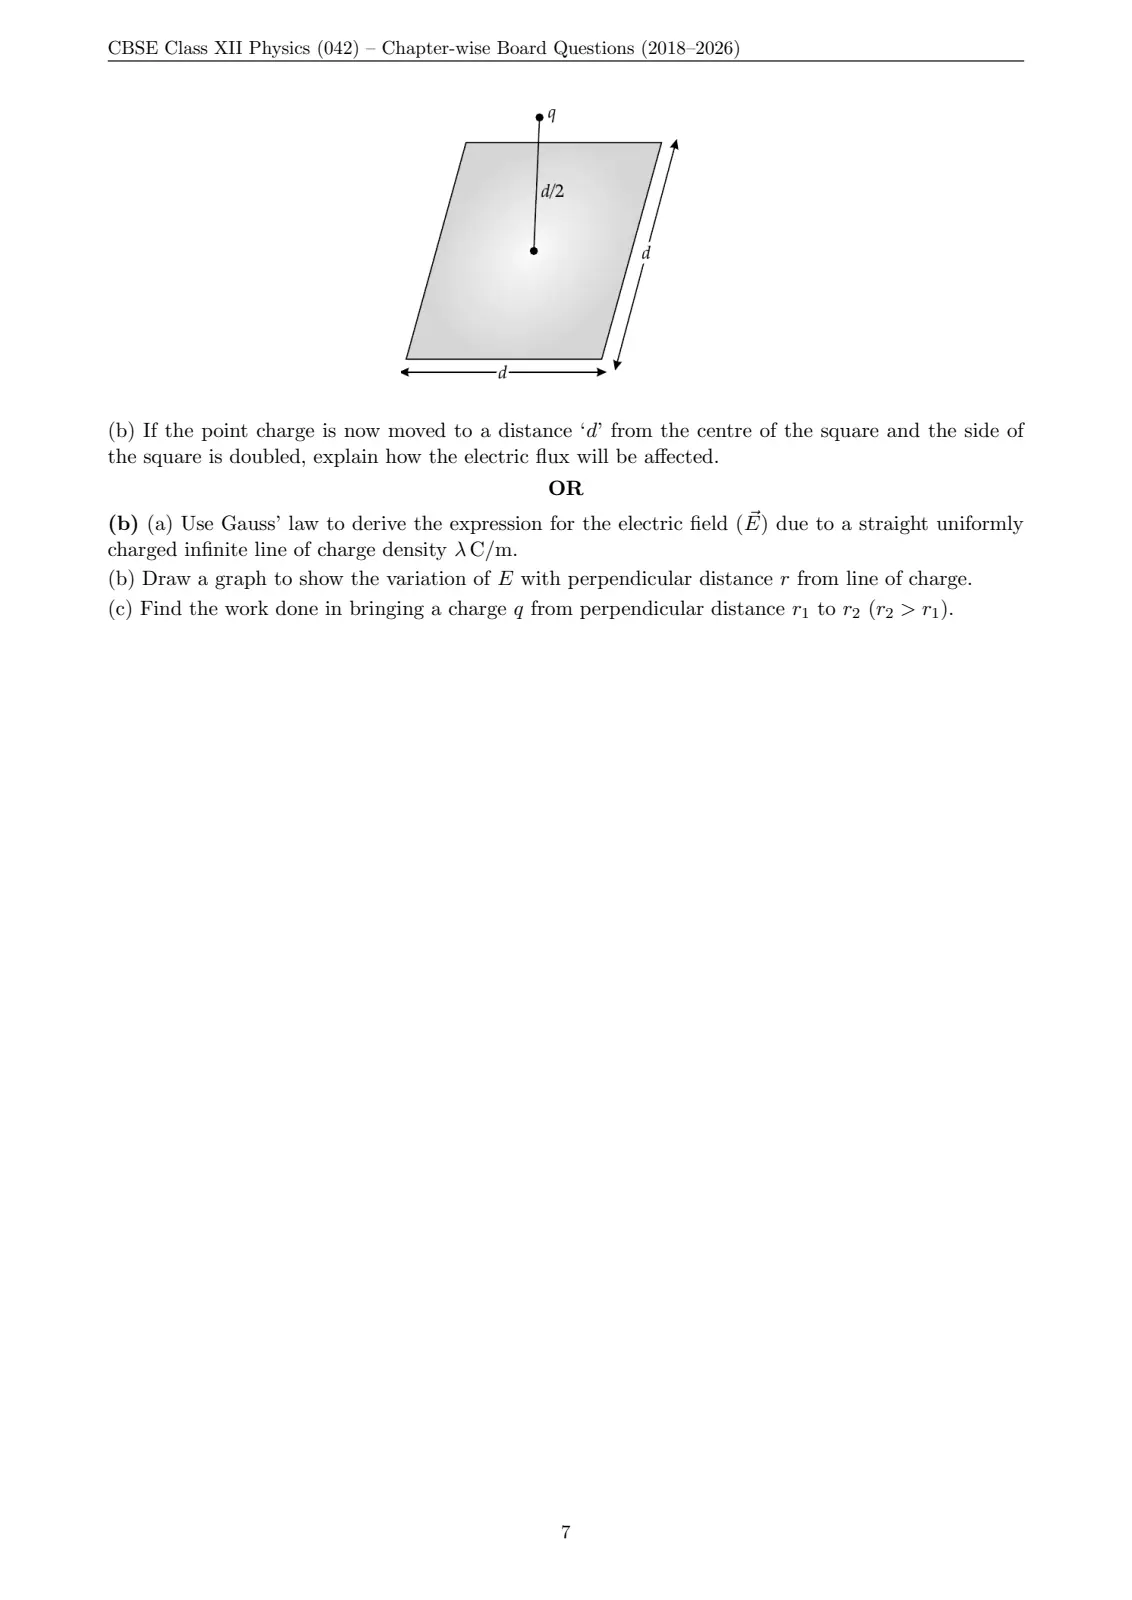 CBSE Class XII Physics (042) – Chapter-wise Board Questions (2018–2026)
q
d/2
d
d
(b) If the point charge is now moved to a distance ‘d’ from the centre of the square and the side of
the square is doubled, explain how the electric flux will be affected.
OR
(b) (a) Use Gauss’ law to derive the expression for the electric field (E⃗) due to a straight uniformly
charged infinite line of charge density λ C/m.
(b) Draw a graph to show the variation of E with perpendicular distance r from line of charge.
(c) Find the work done in bringing a charge q from perpendicular distance r₁ to r₂ (r₂ > r₁).
7